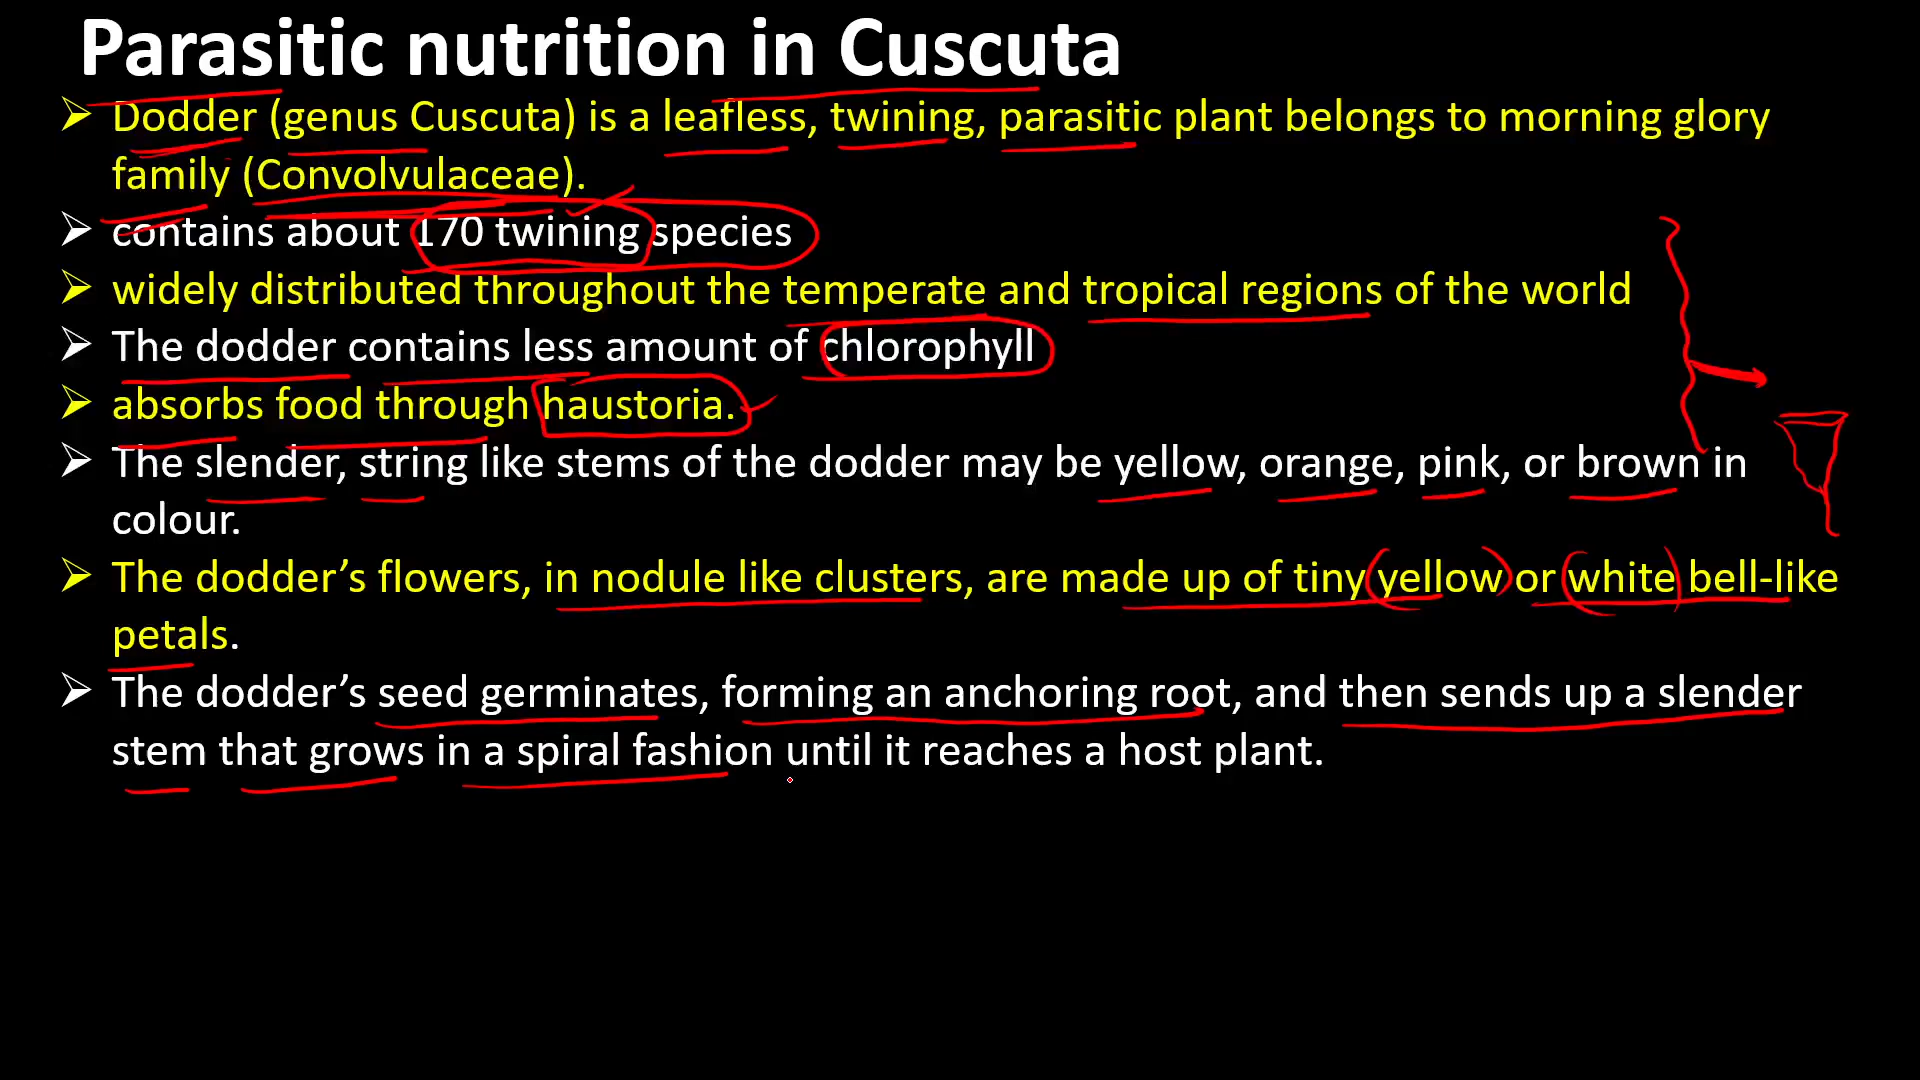 Parasitic nutrition in Cuscuta
➢ Dodder (genus Cuscuta) is a leafless, twining, parasitic plant belongs to morning glory
family (Convolvulaceae).
➢ contains about 170 twining species
➢ widely distributed throughout the temperate and tropical regions of the world
➢ The dodder contains less amount of chlorophyll
➢ absorbs food through haustoria.
➢ The slender, string like stems of the dodder may be yellow, orange, pink, or brown in
colour.
➢ The dodder’s flowers, in nodule like clusters, are made up of tiny yellow or white bell-like
petals.
➢ The dodder’s seed germinates, forming an anchoring root, and then sends up a slender
stem that grows in a spiral fashion until it reaches a host plant.